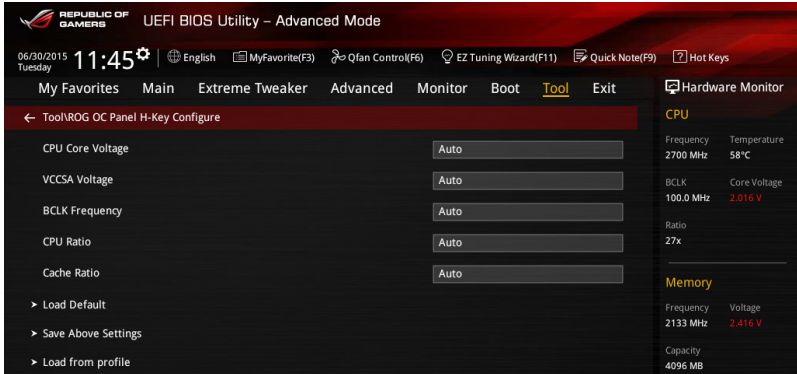 REPUBLIC OF
GAMERS
UEFI BIOS Utility – Advanced Mode
06/30/2015
Tuesday
11:45
English
MyFavorite(F3)
Qfan Control(F6)
EZ Tuning Wizard(F11)
Quick Note(F9)
? Hot Keys
My Favorites Main Extreme Tweaker Advanced Monitor Boot Tool Exit
Hardware Monitor
← Tool\ROG OC Panel H-Key Configure
CPU Core Voltage Auto
VCCSA Voltage Auto
BCLK Frequency Auto
CPU Ratio Auto
Cache Ratio Auto
> Load Default
> Save Above Settings
> Load from profile
CPU
Frequency Temperature
2700 MHz 58°C
BCLK Core Voltage
100.0 MHz 2.016 V
Ratio
27x
Memory
Frequency Voltage
2133 MHz 2.416 V
Capacity
4096 MB